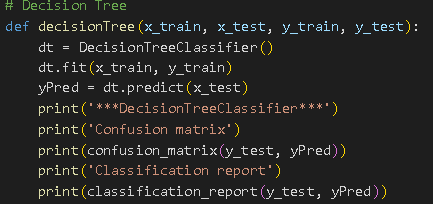 # Decision Tree
def decisionTree(x_train, x_test, y_train, y_test):
    dt = DecisionTreeClassifier()
    dt.fit(x_train, y_train)
    yPred = dt.predict(x_test)
    print('***DecisionTreeClassifier***')
    print('Confusion matrix')
    print(confusion_matrix(y_test, yPred))
    print('Classification report')
    print(classification_report(y_test, yPred))